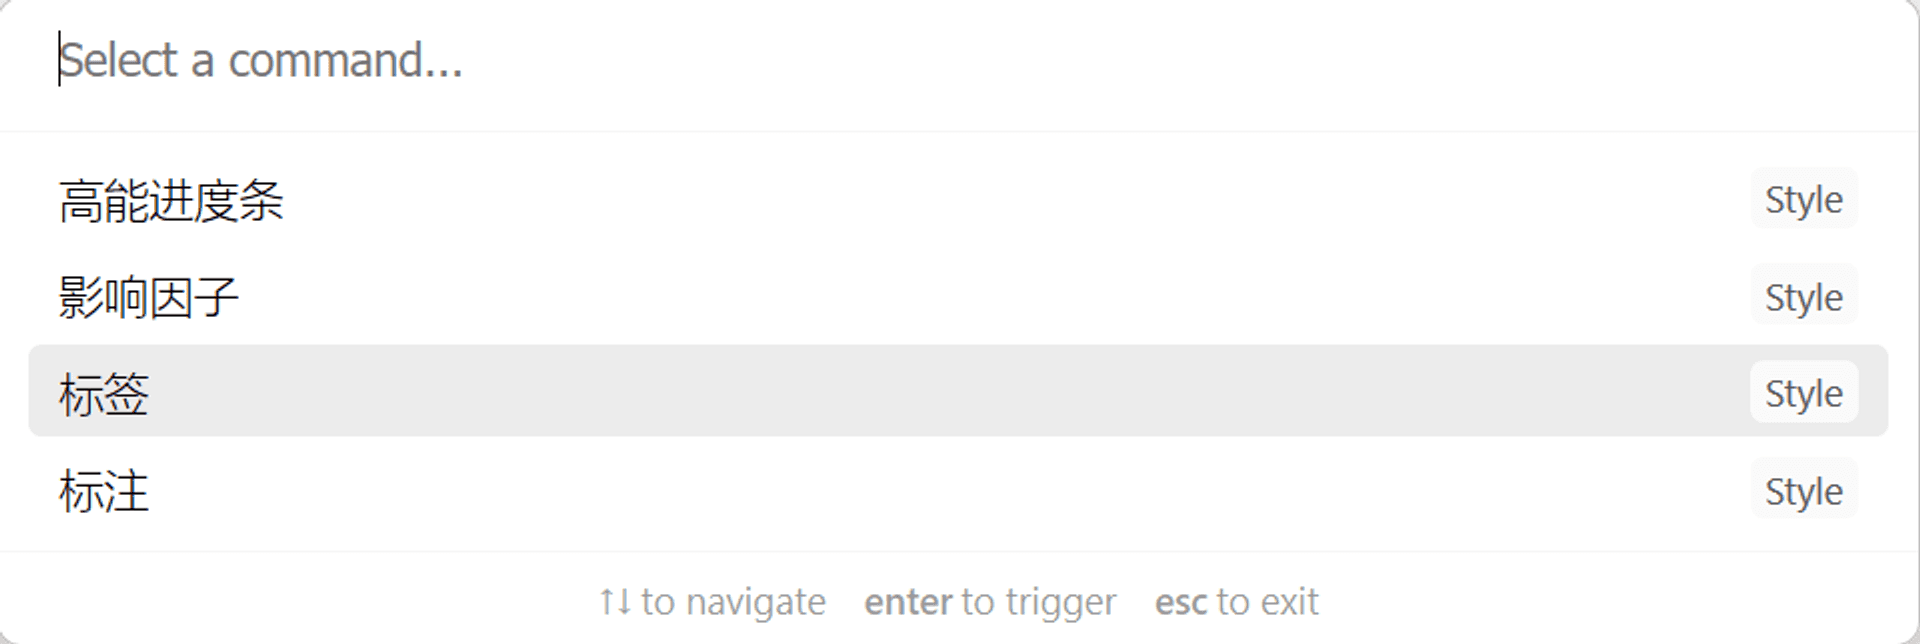 Select a command...
高能进度条 Style
影响因子 Style
标签 Style
标注 Style
↑↓ to navigate enter to trigger esc to exit